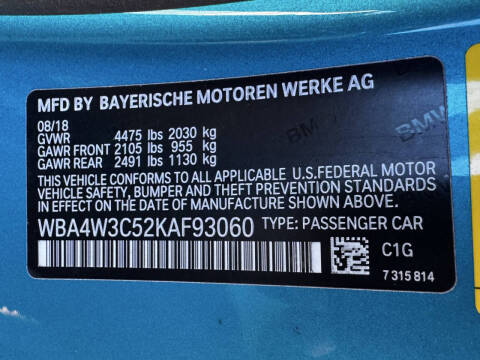 MFD BY BAYERISCHE MOTOREN WERKE AG
08/18
GVWR 4475 lbs 2030 kg
GAWR FRONT 2105 lbs 955 kg
GAWR REAR 2491 lbs 1130 kg
THIS VEHICLE CONFORMS TO ALL APPLICABLE U.S.FEDERAL MOTOR
VEHICLE SAFETY, BUMPER AND THEFT PREVENTION STANDARDS
IN EFFECT ON THE DATE OF MANUFACTURE SHOWN ABOVE.
WBA4W3C52KAF93060 TYPE: PASSENGER CAR
C1G
7 315 814
BMW